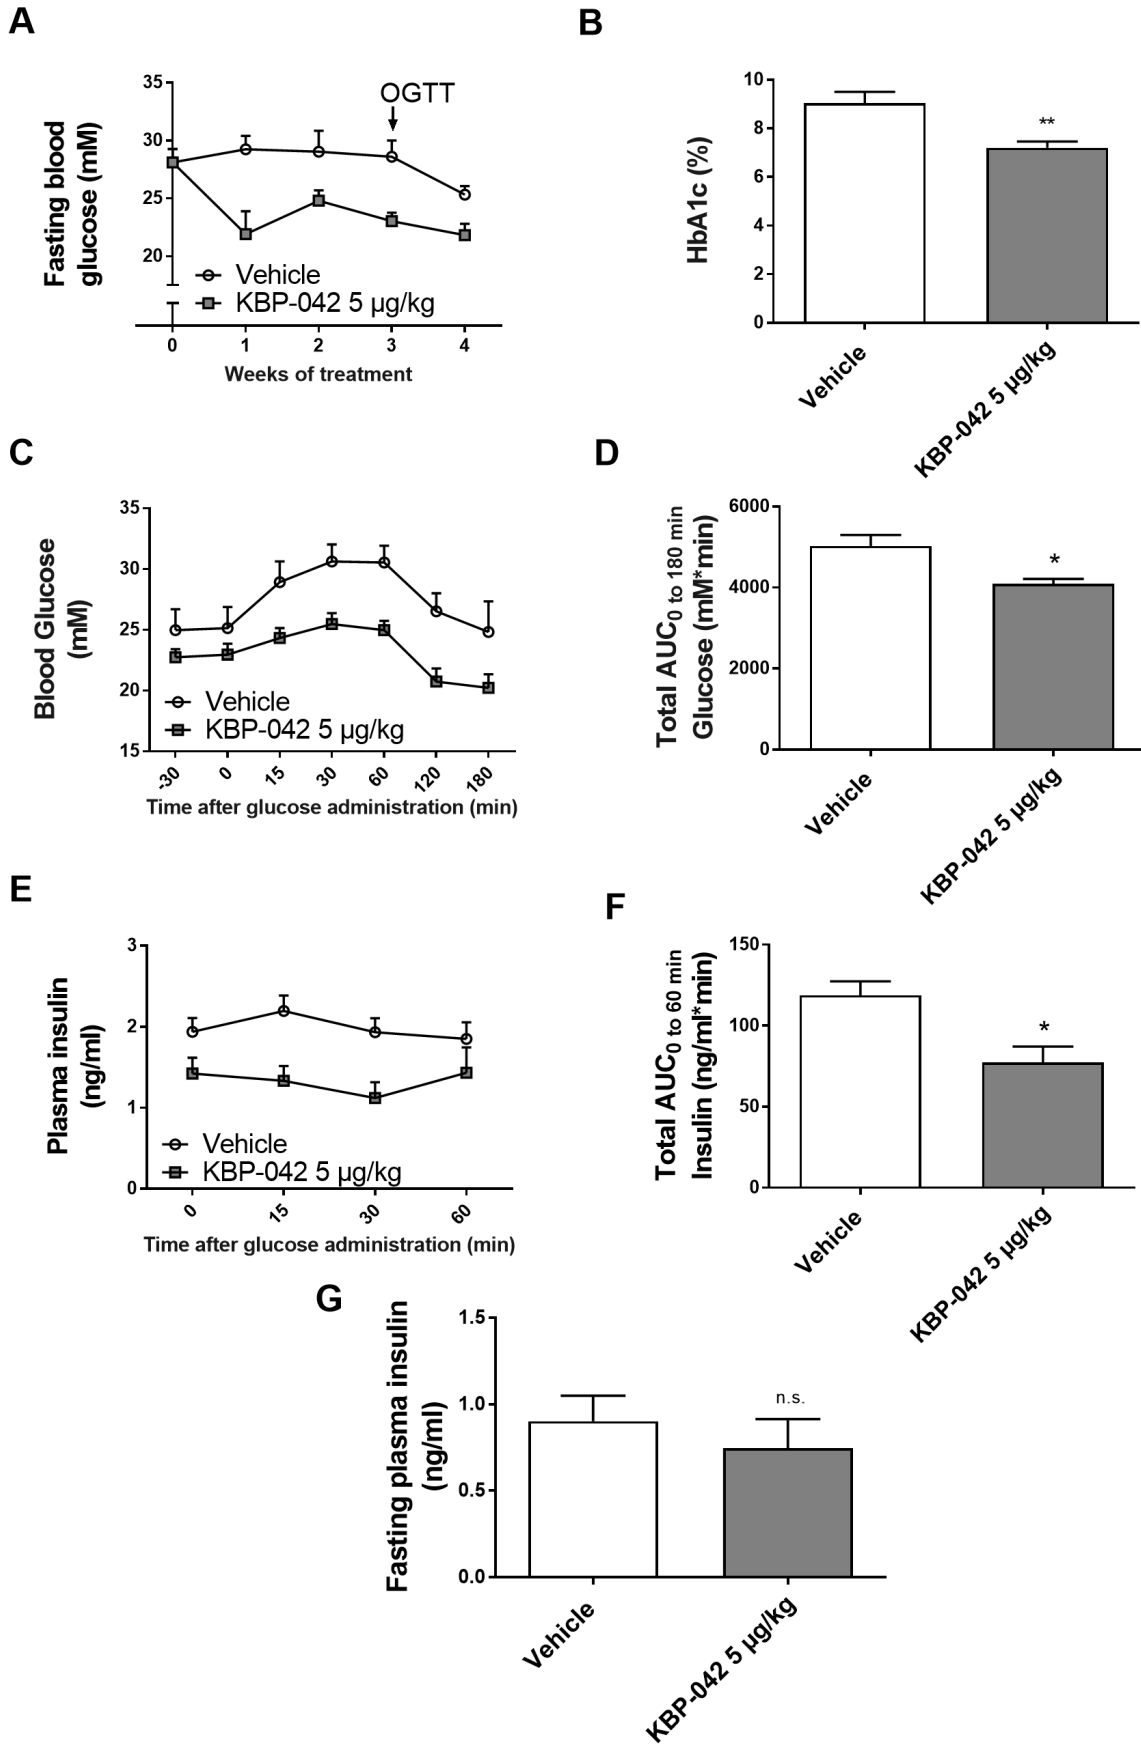 A
Fasting blood
glucose (mM)
35
30
25
20
OGTT
Vehicle
KBP-042 5 µg/kg
0 1 2 3 4
Weeks of treatment
B
HbA1c (%)
10
8
6
4
2
0
**
Vehicle
KBP-042 5 µg/kg
C
Blood Glucose
(mM)
35
30
25
20
15
Vehicle
KBP-042 5 µg/kg
-30 0 15 30 60 120 180
Time after glucose administration (min)
D
Total AUC0 to 180 min
Glucose (mM*min)
6000
4000
2000
0
*
Vehicle
KBP-042 5 µg/kg
E
Plasma insulin
(ng/ml)
3
2
1
0
Vehicle
KBP-042 5 µg/kg
0 15 30 60
Time after glucose administration (min)
F
Total AUC0 to 60 min
Insulin (ng/ml*min)
150
100
50
0
*
Vehicle
KBP-042 5 µg/kg
G
Fasting plasma insulin
(ng/ml)
1.5
1.0
0.5
0.0
n.s.
Vehicle
KBP-042 5 µg/kg